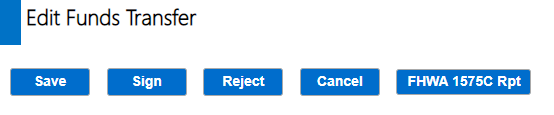 Edit Funds Transfer
Save Sign Reject Cancel FHWA 1575C Rpt